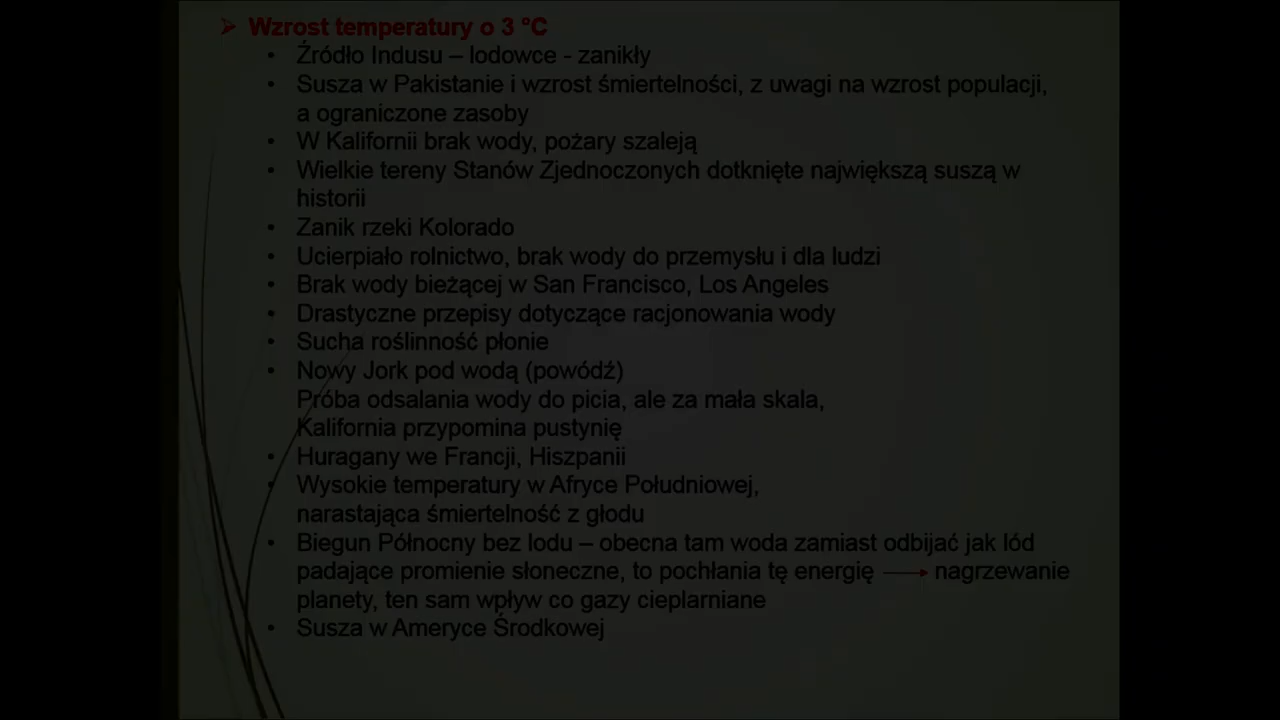 Wzrost temperatury o 3 °C
• Źródło Indusu – lodowce - zanikły
• Susza w Pakistanie i wzrost śmiertelności, z uwagi na wzrost populacji,
a ograniczone zasoby
• W Kalifornii brak wody, pożary szaleją
• Wielkie tereny Stanów Zjednoczonych dotknięte największą suszą w
historii
• Zanik rzeki Kolorado
• Ucierpiało rolnictwo, brak wody do przemysłu i dla ludzi
• Brak wody bieżącej w San Francisco, Los Angeles
• Drastyczne przepisy dotyczące racjonowania wody
• Sucha roślinność płonie
• Nowy Jork pod wodą (powódź)
Próba odsalania wody do picia, ale za mała skala,
Kalifornia przypomina pustynię
• Huragany we Francji, Hiszpanii
• Wysokie temperatury w Afryce Południowej,
narastająca śmiertelność z głodu
• Biegun Północny bez lodu – obecna tam woda zamiast odbijać jak lód
padające promienie słoneczne, to pochłania tę energię → nagrzewanie
planety, ten sam wpływ co gazy cieplarniane
• Susza w Ameryce Środkowej